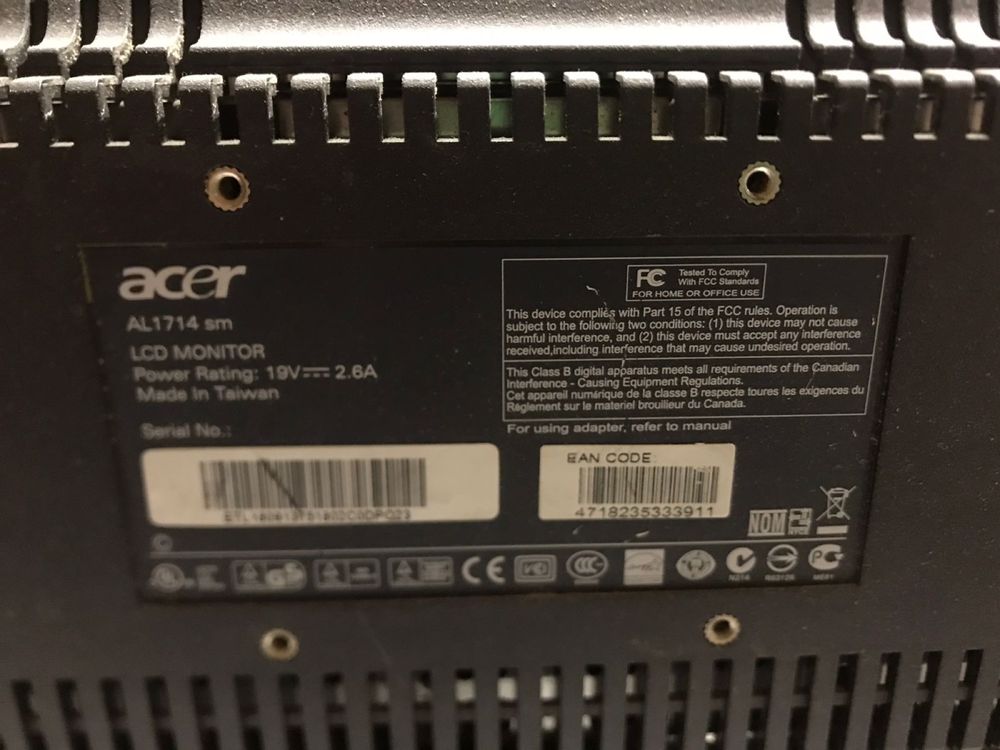 acer
AL1714 sm
LCD MONITOR
Power Rating: 19V 2.6A
Made in Taiwan
Serial No.:
FC
Tested To Comply
With FCC Standards
FOR HOME OR OFFICE USE
This device complies with Part 15 of the FCC rules. Operation is
subject to the following two conditions: (1) this device may not cause
harmful interference, and (2) this device must accept any interference
received,including interference that may cause undesired operation.
This Class B digital apparatus meets all requirements of the Canadian
Interference - Causing Equipment Regulations.
Cet appareil numérique de la classe B respecte toures les exigences du
Règlement sur le materiel brouilleur du Canada.
For using adapter, refer to manual
EAN CODE
4718235333911
NOM
CE
N214